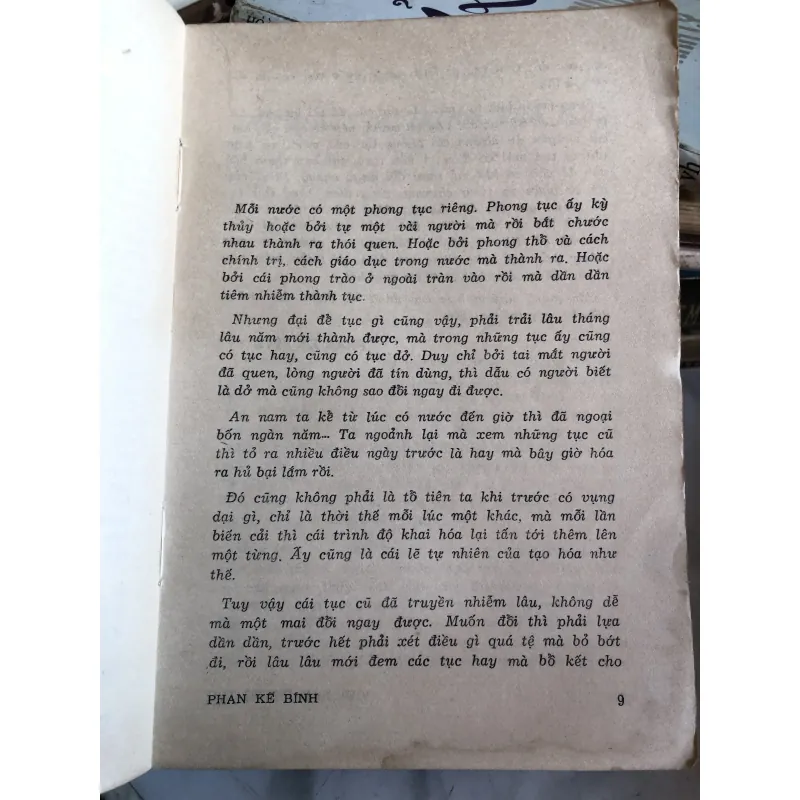 Mỗi nước có một phong tục riêng. Phong tục ấy kỳ
thủy hoặc bởi tự một vài người mà rồi bắt chước
nhau thành ra thói quen. Hoặc bởi phong thổ và cách
chính trị, cách giáo dục trong nước mà thành ra. Hoặc
bởi cái phong trào ở ngoài tràn vào rồi mà dần dần
tiêm nhiễm thành tục.
Nhưng đại để tục gì cũng vậy, phải trải lâu tháng
lâu năm mới thành được, mà trong những tục ấy cũng
có tục hay, cũng có tục dở. Duy chỉ bởi tai mắt người
đã quen, lòng người đã tín dùng, thì dẫu có người biết
là dở mà cũng không sao đổi ngay đi được.
An nam ta kể từ lúc có nước đến giờ thì đã ngoại
bốn ngàn năm... Ta ngoảnh lại mà xem những tục cũ
thì tỏ ra nhiều điều ngày trước là hay mà bây giờ hóa
ra hủ bại lắm rồi.
Đó cũng không phải là tổ tiên ta khi trước có vụng
dại gì, chỉ là thời thế mỗi lúc một khác, mà mỗi lần
biến cải thì cái trình độ khai hóa lại tấn tới thêm lên
một từng. Ấy cũng là cái lẽ tự nhiên của tạo hóa như
thế.
Tuy vậy cái tục cũ đã truyền nhiễm lâu, không dễ
mà một mai đổi ngay được. Muốn đổi thì phải lựa
dần dần, trước hết phải xét điều gì quá tệ mà bỏ bớt
đi, rồi lâu lâu mới đem các tục hay mà bổ kết cho
PHAN KẾ BÍNH 9